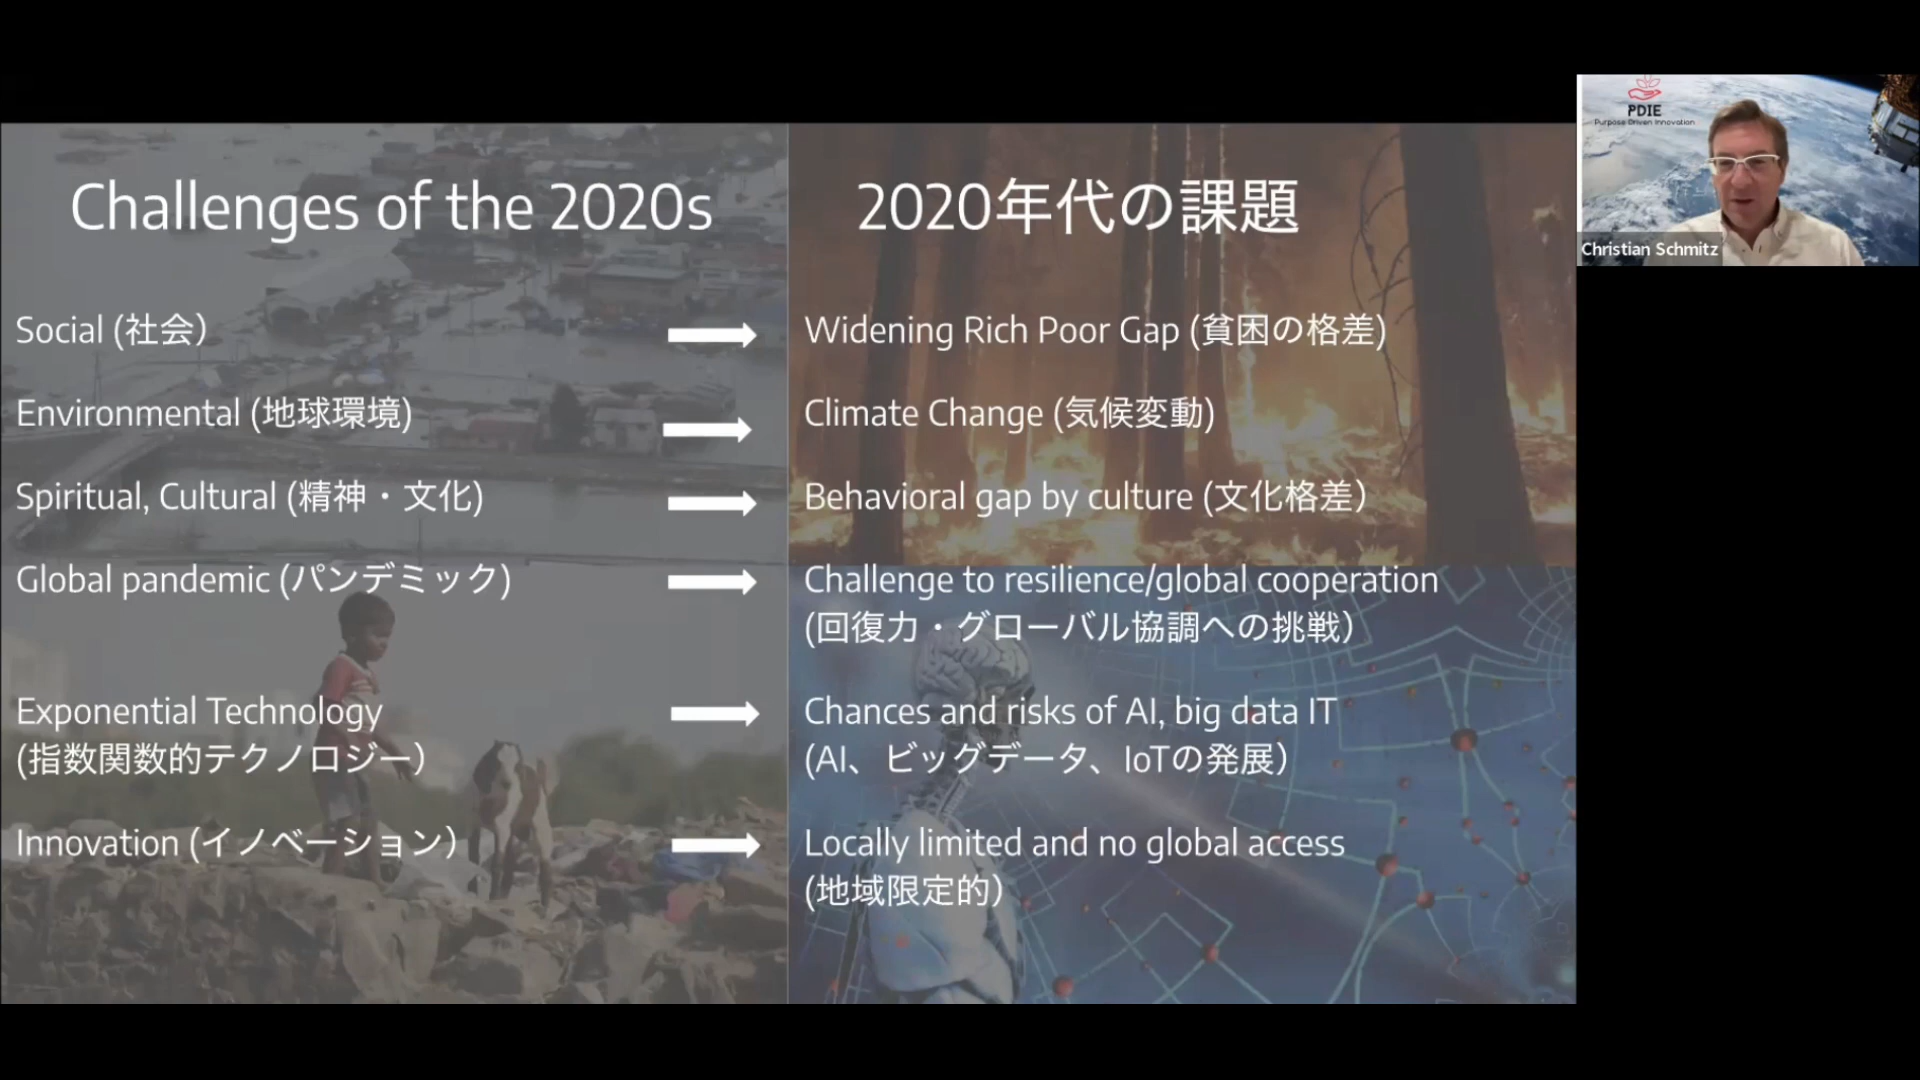 Challenges of the 2020s
2020年代の課題
Social (社会)
Widening Rich Poor Gap (貧困の格差)
Environmental (地球環境)
Climate Change (気候変動)
Spiritual, Cultural (精神・文化)
Behavioral gap by culture (文化格差)
Global pandemic (パンデミック)
Challenge to resilience/global cooperation
(回復力・グローバル協調への挑戦)
Exponential Technology
(指数関数的テクノロジー)
Chances and risks of AI, big data IT
(AI、ビッグデータ、IoTの発展)
Innovation (イノベーション)
Locally limited and no global access
(地域限定的)
PDIE
Purpose Driven Innovation
Christian Schmitz